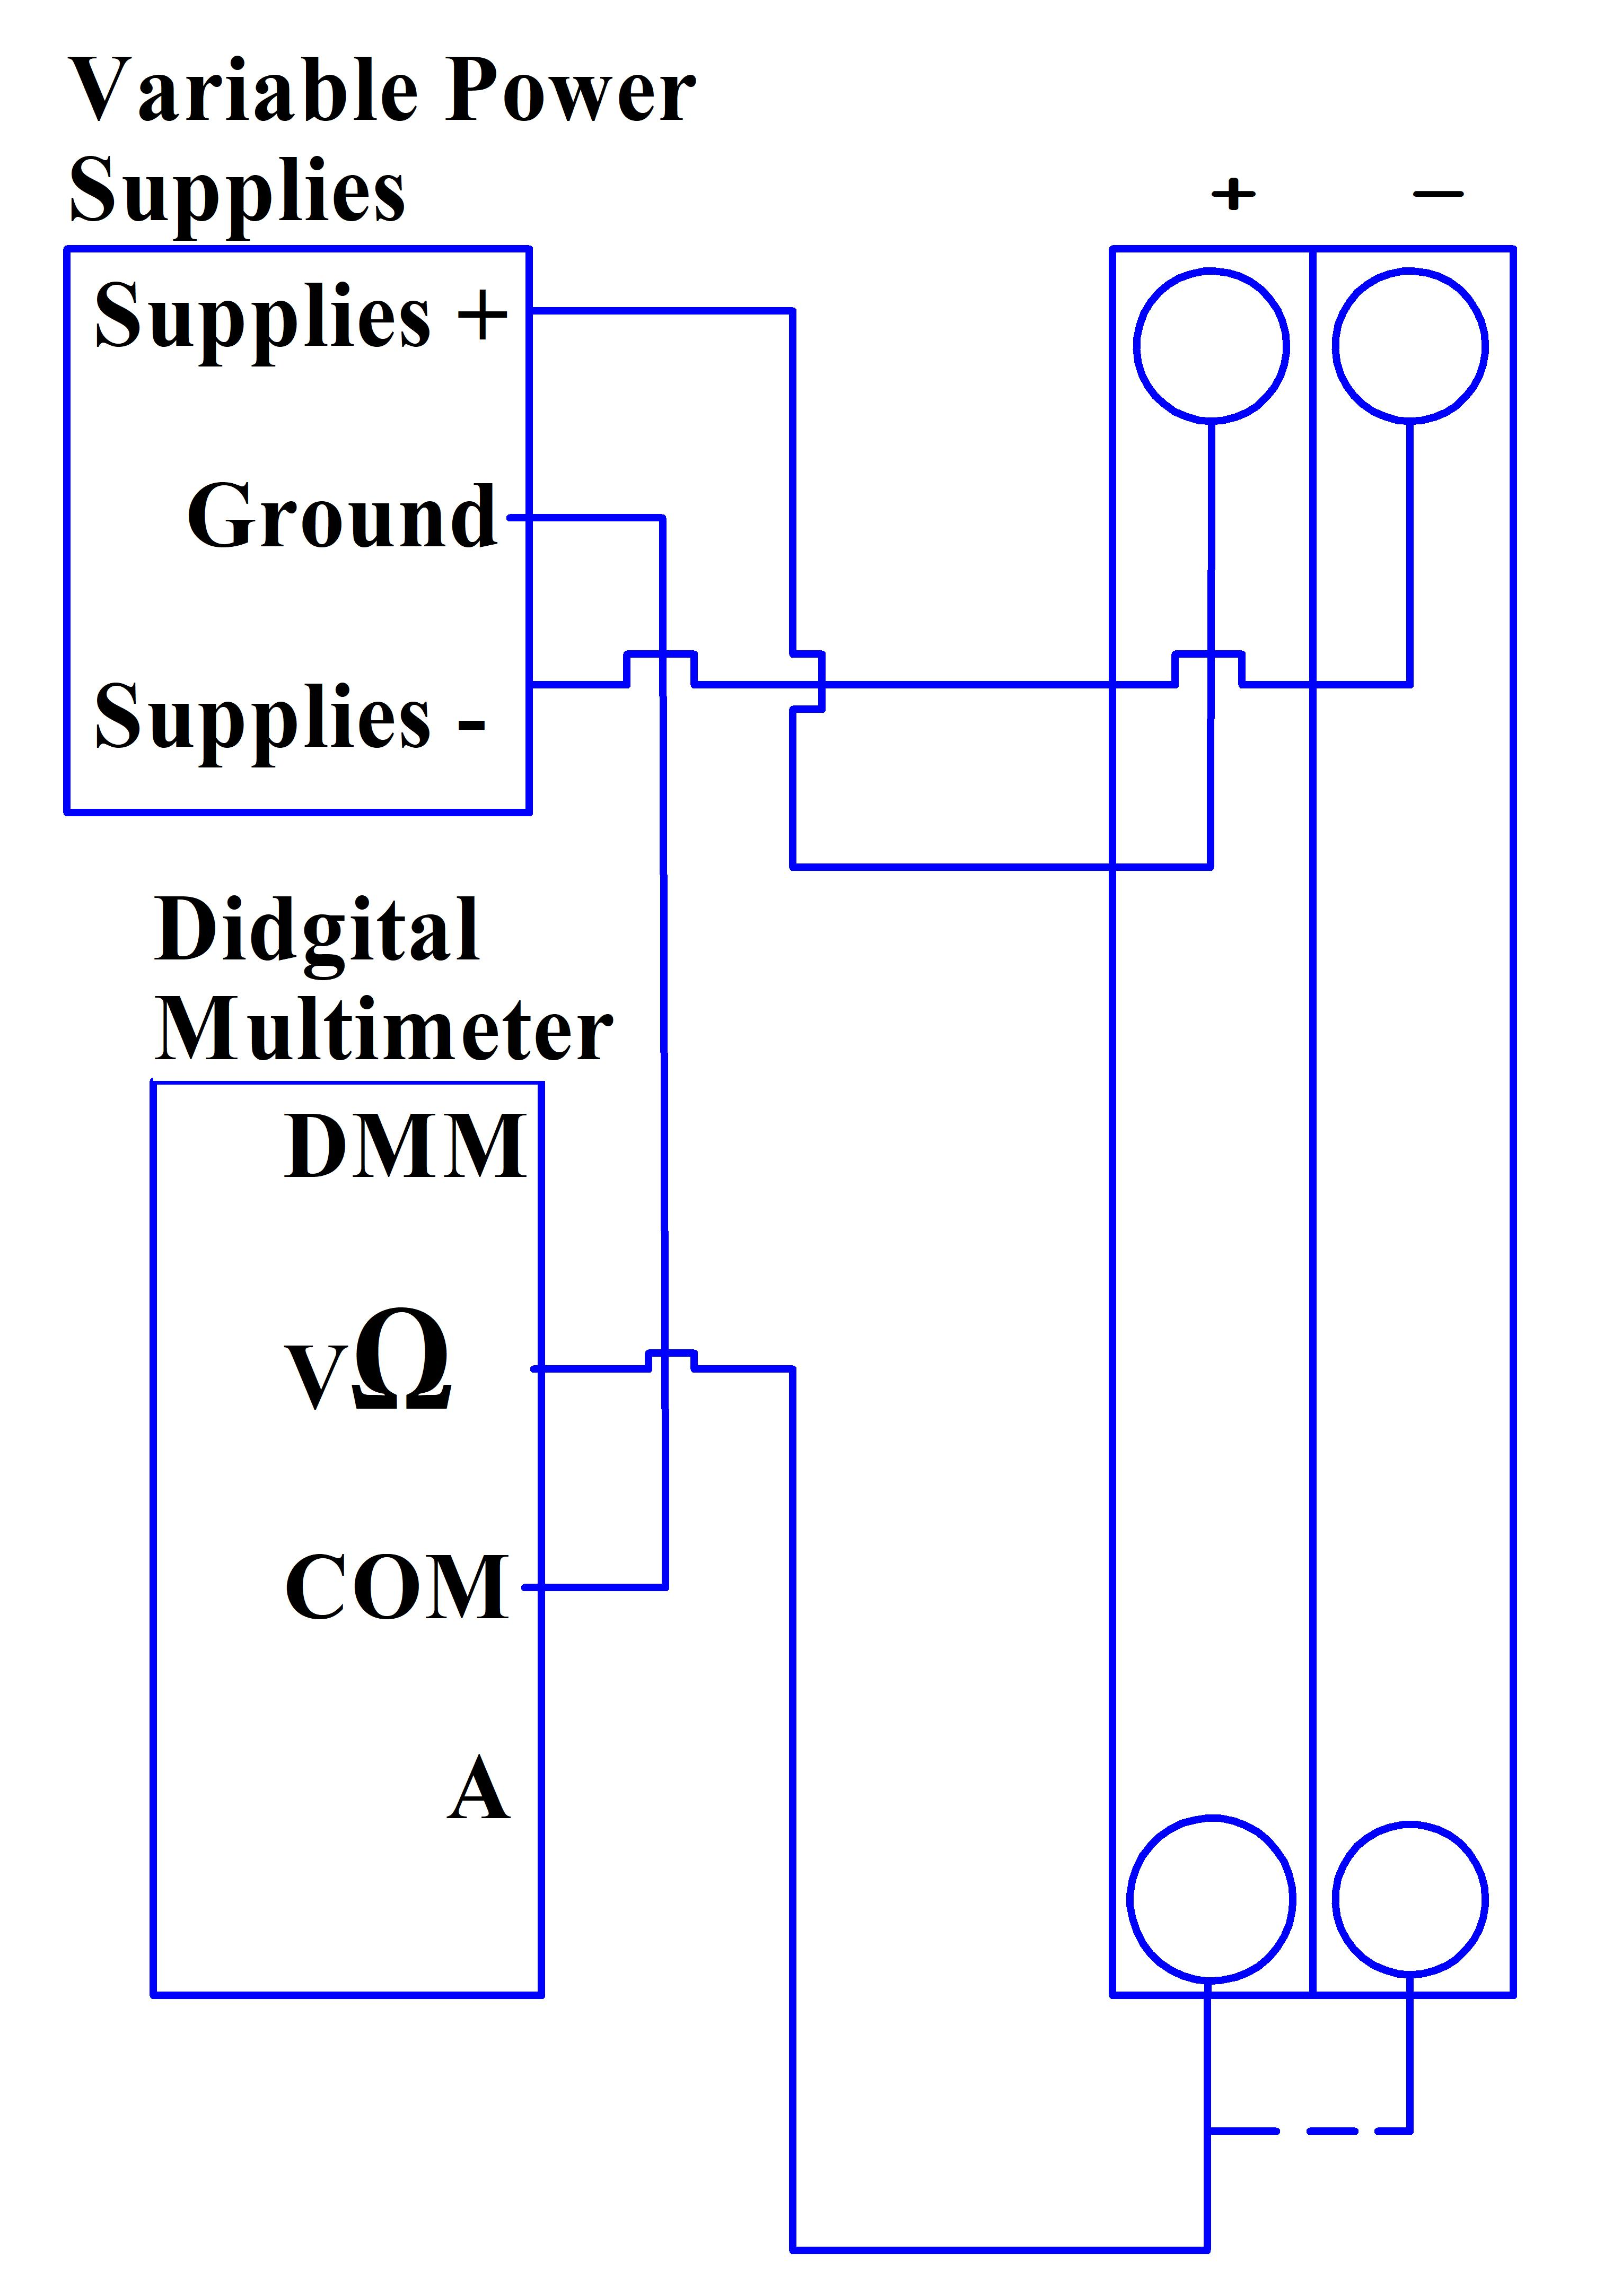 Variable Power
Supplies
+ —
Supplies +
Ground
Supplies -
Didgital
Multimeter
DMM
VΩ
COM
A